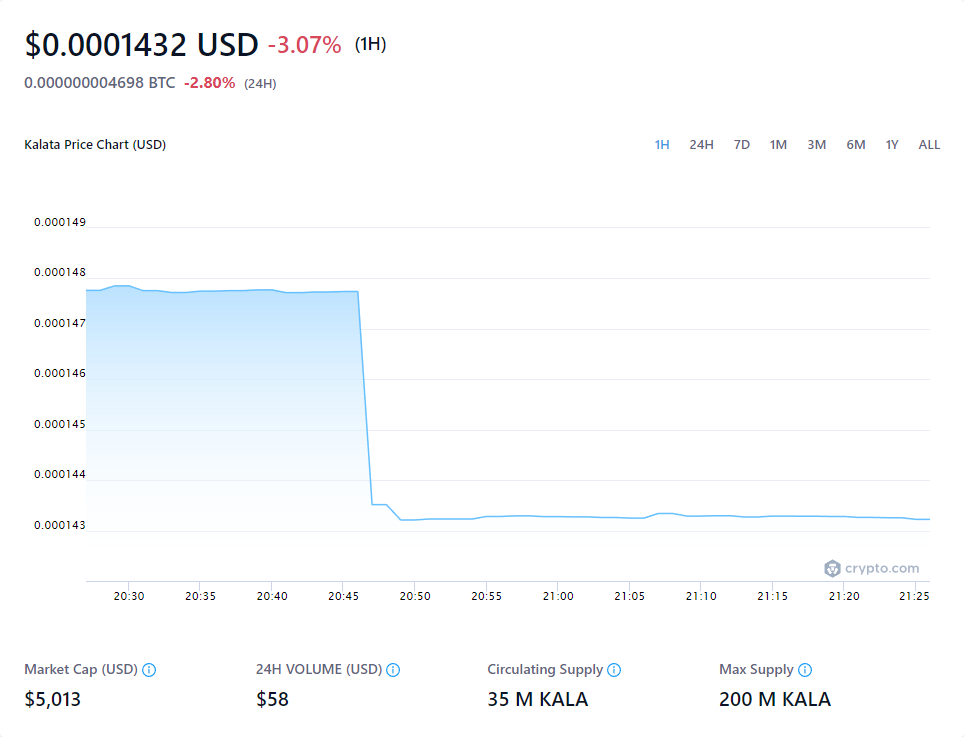 $0.0001432 USD -3.07% (1H)
0.000000004698 BTC -2.80% (24H)
Kalata Price Chart (USD)
1H 24H 7D 1M 3M 6M 1Y ALL
0.000149
0.000148
0.000147
0.000146
0.000145
0.000144
0.000143
crypto.com
20:30 20:35 20:40 20:45 20:50 20:55 21:00 21:05 21:10 21:15 21:20 21:25
Market Cap (USD) 24H VOLUME (USD) Circulating Supply Max Supply
$5,013 $58 35 M KALA 200 M KALA